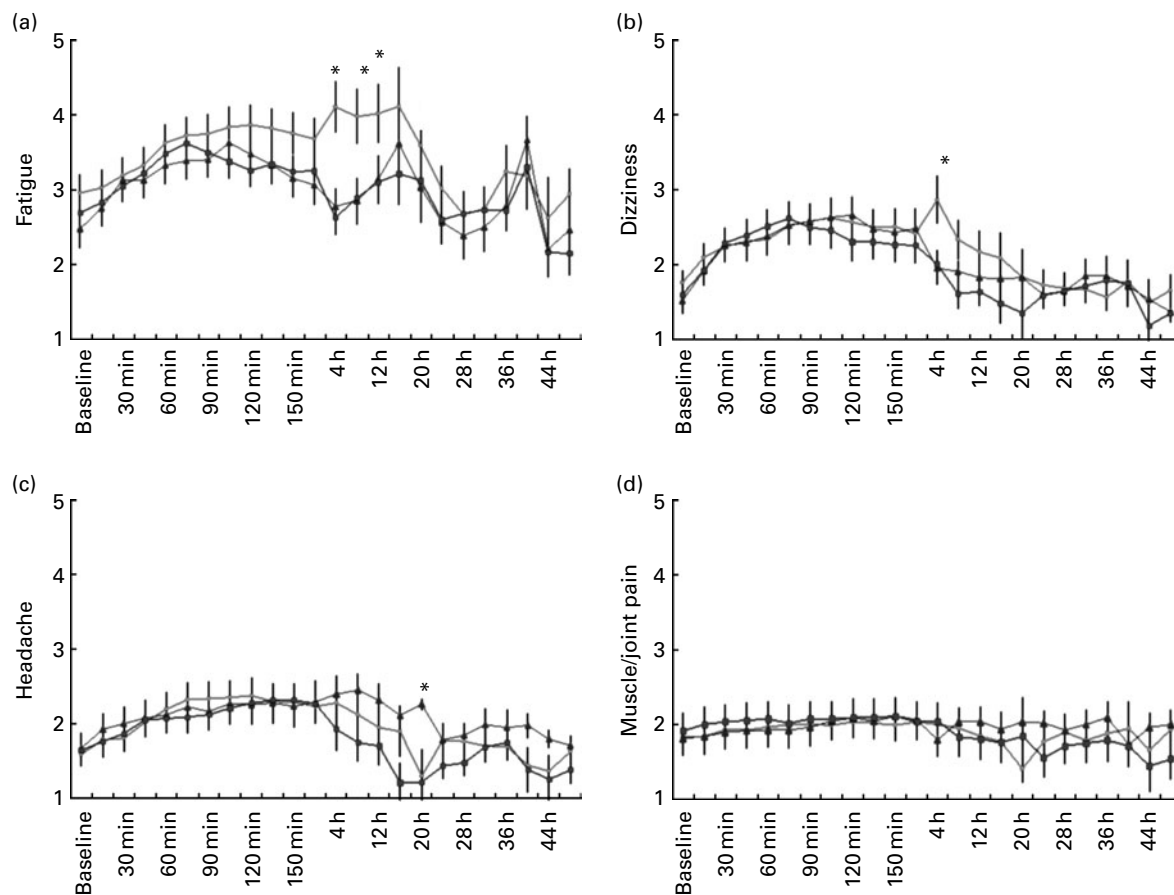 (a)
5
4
3
2
1
Fatigue
*
*
*
Baseline
30 min
60 min
90 min
120 min
150 min
4 h
12 h
20 h
28 h
36 h
44 h
(b)
5
4
3
2
1
Dizziness
*
Baseline
30 min
60 min
90 min
120 min
150 min
4 h
12 h
20 h
28 h
36 h
44 h
(c)
5
4
3
2
1
Headache
*
Baseline
30 min
60 min
90 min
120 min
150 min
4 h
12 h
20 h
28 h
36 h
44 h
(d)
5
4
3
2
1
Muscle/joint pain
Baseline
30 min
60 min
90 min
120 min
150 min
4 h
12 h
20 h
28 h
36 h
44 h